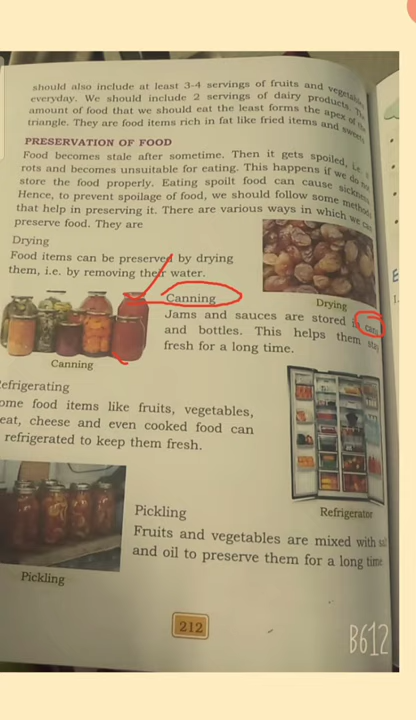 should also include at least 3-4 servings of fruits and vegetables
everyday. We should include 2 servings of dairy products. The
amount of food that we should eat the least forms the apex of the
triangle. They are food items rich in fat like fried items and sweets.
PRESERVATION OF FOOD
Food becomes stale after sometime. Then it gets spoiled, i.e.
rots and becomes unsuitable for eating. This happens if we do not
store the food properly. Eating spoilt food can cause sickness.
Hence, to prevent spoilage of food, we should follow some methods
that help in preserving it. There are various ways in which we can
preserve food. They are
Drying
Food items can be preserved by drying
them, i.e. by removing their water.
Drying
Canning
Jams and sauces are stored in cans
and bottles. This helps them stay
fresh for a long time.
Canning
efrigerating
ome food items like fruits, vegetables,
eat, cheese and even cooked food can
refrigerated to keep them fresh.
Refrigerator
Pickling
Fruits and vegetables are mixed with salt
and oil to preserve them for a long time
Pickling
212
B612